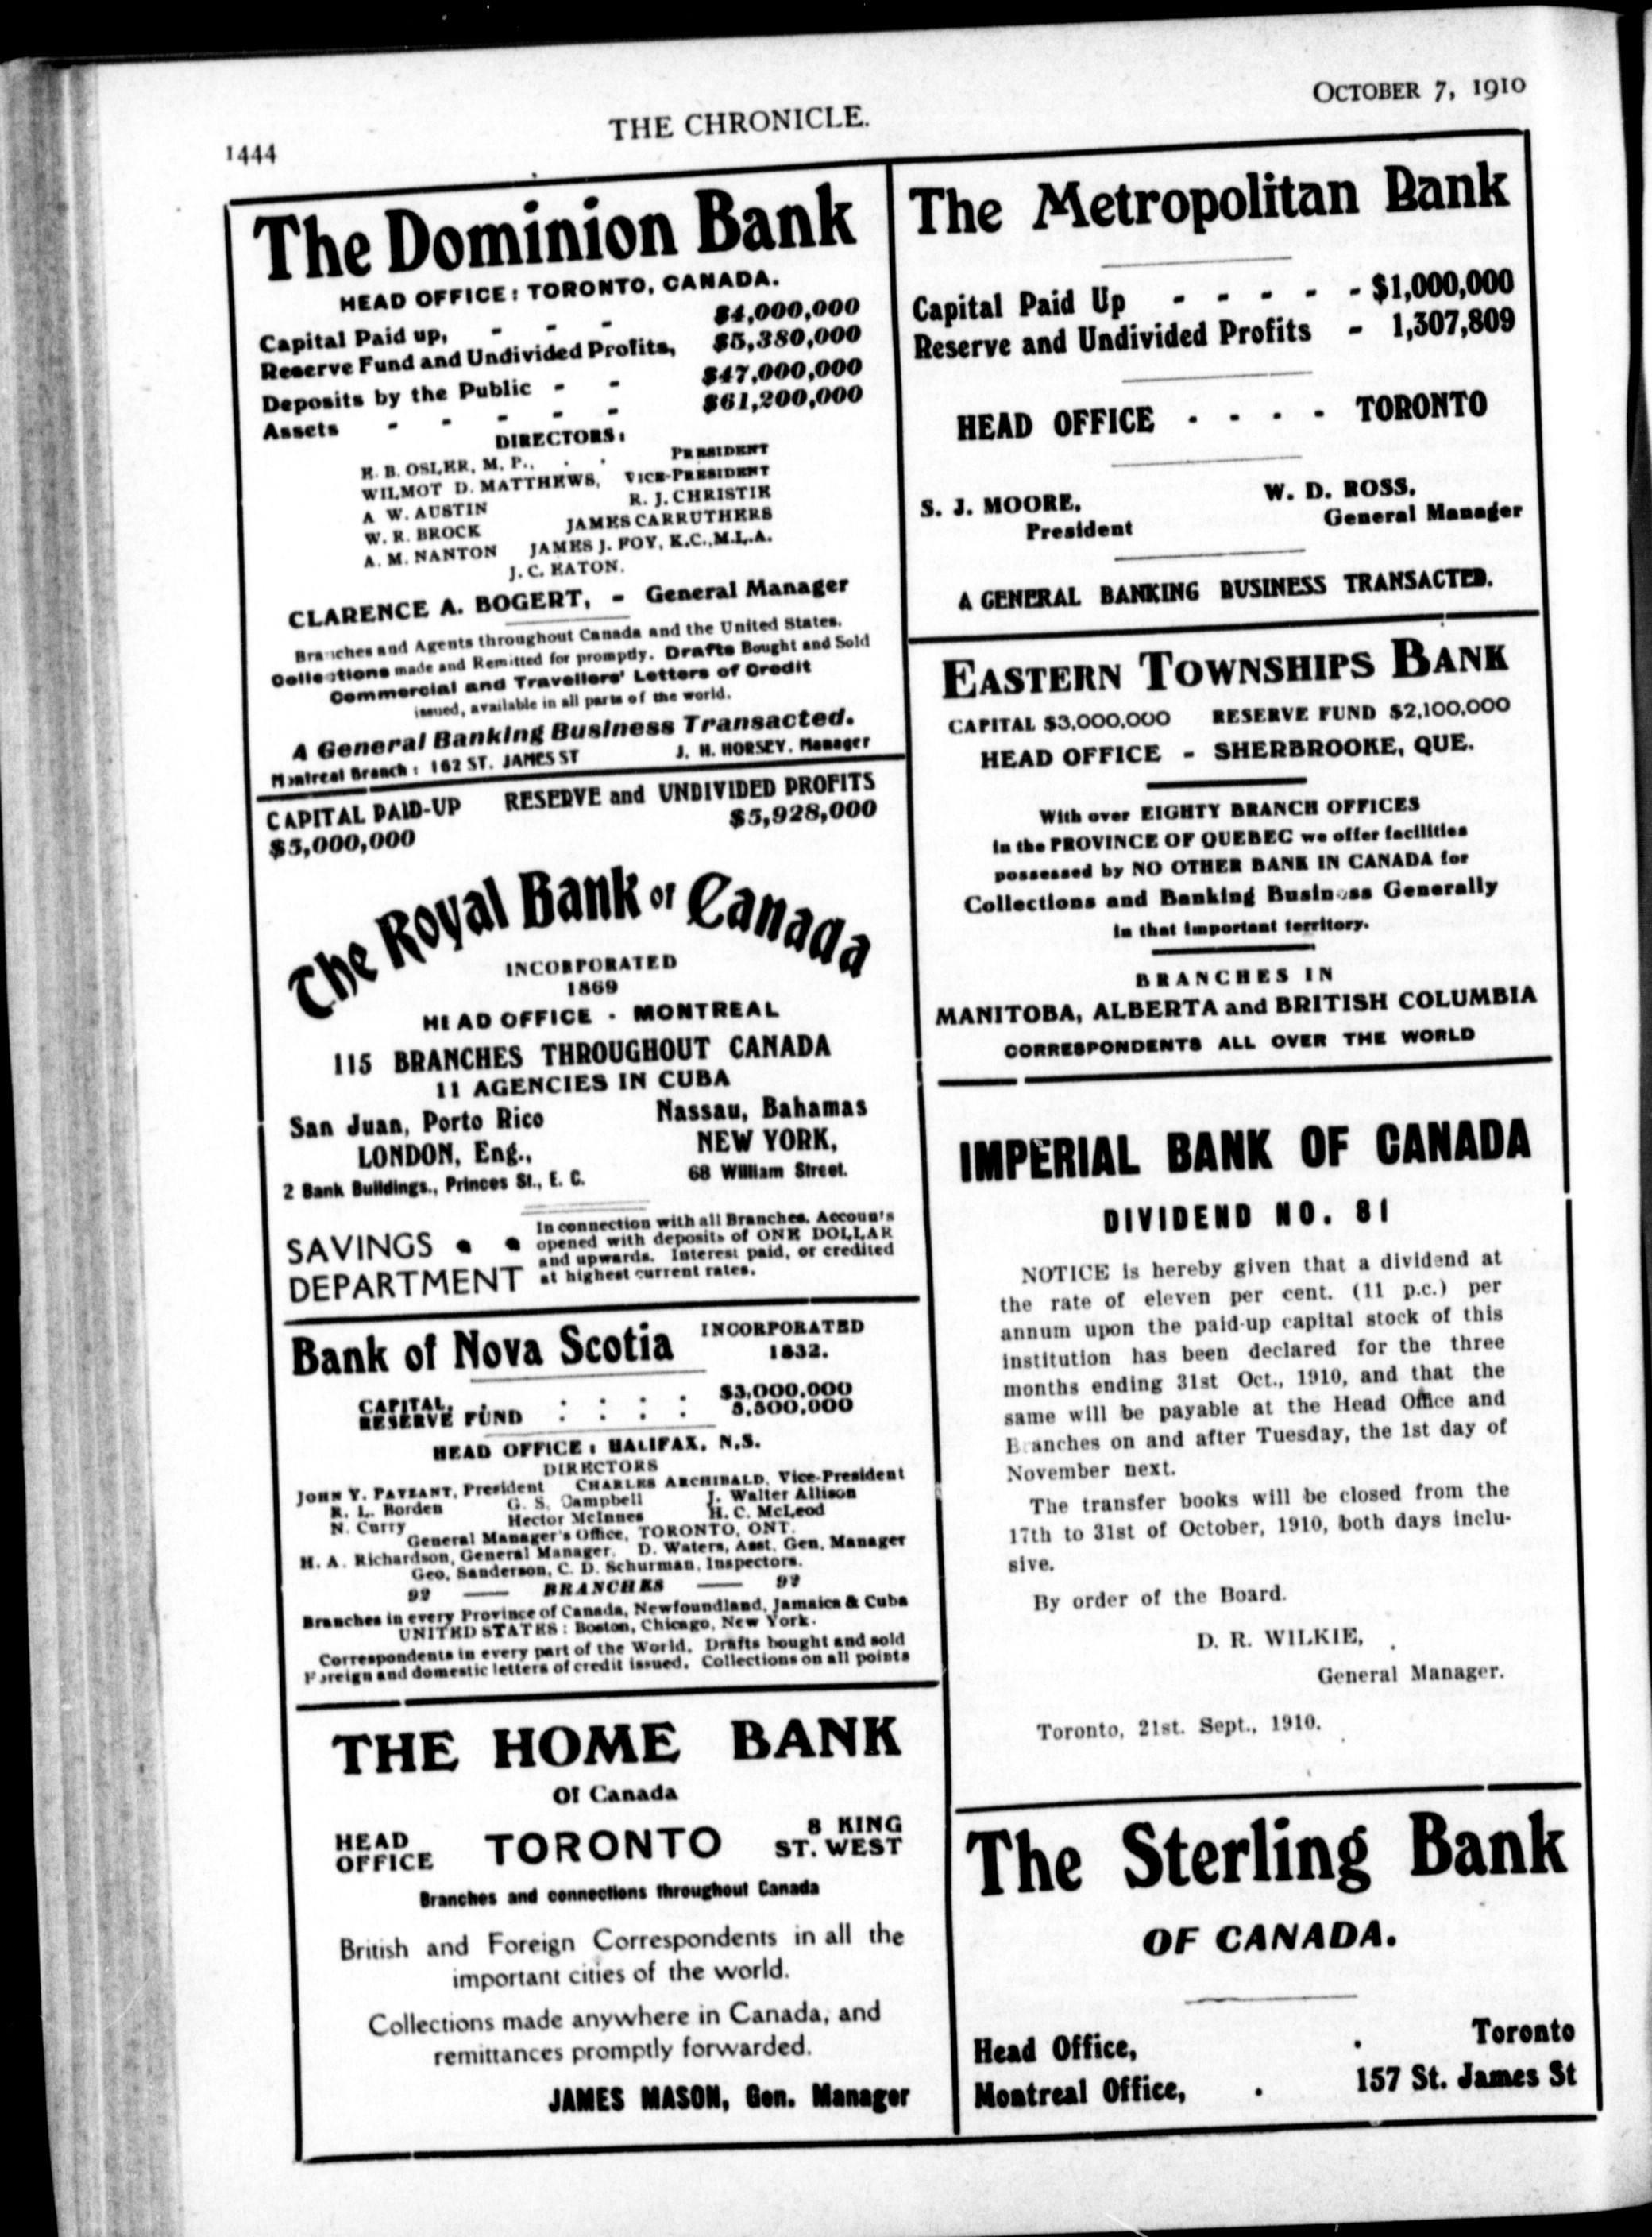 1444
THE CHRONICLE.
OCTOBER 7, 1910
The Dominion Bank
HEAD OFFICE: TORONTO, CANADA.
Capital Paid up, - - - $4,000,000
Reserve Fund and Undivided Profits, $5,380,000
Deposits by the Public - - $47,000,000
Assets - - - - - $61,200,000
DIRECTORS:
E. B. OSLER, M. P., . . PRESIDENT
WILMOT D. MATTHEWS, VICE-PRESIDENT
A W. AUSTIN R. J. CHRISTIE
W. R. BROCK JAMES CARRUTHERS
A. M. NANTON JAMES J. FOY, K.C., M.L.A.
J. C. EATON.
CLARENCE A. BOGERT, - General Manager
Branches and Agents throughout Canada and the United States.
Collections made and Remitted for promptly. Drafts Bought and Sold
Commercial and Travellers' Letters of Credit
issued, available in all parts of the world.
A General Banking Business Transacted.
Montreal Branch: 162 ST. JAMES ST J. H. HORSEY, Manager
CAPITAL PAID-UP RESERVE and UNDIVIDED PROFITS
$5,000,000 $5,928,000
The Royal Bank of Canada
INCORPORATED
1869
HEAD OFFICE - MONTREAL
115 BRANCHES THROUGHOUT CANADA
11 AGENCIES IN CUBA
San Juan, Porto Rico Nassau, Bahamas
LONDON, Eng., NEW YORK,
2 Bank Buildings., Princes St., E. C. 68 William Street.
SAVINGS • •
DEPARTMENT
In connection with all Branches. Accounts
opened with deposits of ONE DOLLAR
and upwards. Interest paid, or credited
at highest current rates.
Bank of Nova Scotia INCORPORATED
1832.
CAPITAL, . : : : : $3,000,000
RESERVE FUND 5,500,000
HEAD OFFICE: HALIFAX, N.S.
DIRECTORS
JOHN Y. PAYZANT, President CHARLES ARCHIBALD, Vice-President
R. L. Borden G. S. Campbell J. Walter Allison
N. Curry Hector McInnes H. C. McLeod
General Manager's Office, TORONTO, ONT.
H. A. Richardson, General Manager. D. Waters, Asst. Gen. Manager
Geo. Sanderson, C. D. Schurman, Inspectors.
92 —— BRANCHES —— 92
Branches in every Province of Canada, Newfoundland, Jamaica & Cuba
UNITED STATES: Boston, Chicago, New York.
Correspondents in every part of the World. Drafts bought and sold
Foreign and domestic letters of credit issued. Collections on all points
THE HOME BANK
Of Canada
HEAD OFFICE TORONTO 8 KING ST. WEST
Branches and connections throughout Canada
British and Foreign Correspondents in all the
important cities of the world.
Collections made anywhere in Canada, and
remittances promptly forwarded.
JAMES MASON, Gen. Manager
The Metropolitan Bank
Capital Paid Up - - - - - $1,000,000
Reserve and Undivided Profits - 1,307,809
HEAD OFFICE - - - - TORONTO
S. J. MOORE, W. D. ROSS,
President General Manager
A GENERAL BANKING BUSINESS TRANSACTED.
EASTERN TOWNSHIPS BANK
CAPITAL $3,000,000 RESERVE FUND $2,100,000
HEAD OFFICE - SHERBROOKE, QUE.
With over EIGHTY BRANCH OFFICES
in the PROVINCE OF QUEBEC we offer facilities
possessed by NO OTHER BANK IN CANADA for
Collections and Banking Business Generally
in that important territory.
BRANCHES IN
MANITOBA, ALBERTA and BRITISH COLUMBIA
CORRESPONDENTS ALL OVER THE WORLD
IMPERIAL BANK OF CANADA
DIVIDEND NO. 81
NOTICE is hereby given that a dividend at
the rate of eleven per cent. (11 p.c.) per
annum upon the paid-up capital stock of this
institution has been declared for the three
months ending 31st Oct., 1910, and that the
same will be payable at the Head Office and
Branches on and after Tuesday, the 1st day of
November next.
The transfer books will be closed from the
17th to 31st of October, 1910, both days inclu-
sive.
By order of the Board.
D. R. WILKIE,
General Manager.
Toronto, 21st. Sept., 1910.
The Sterling Bank
OF CANADA.
Head Office, . Toronto
Montreal Office, . 157 St. James St